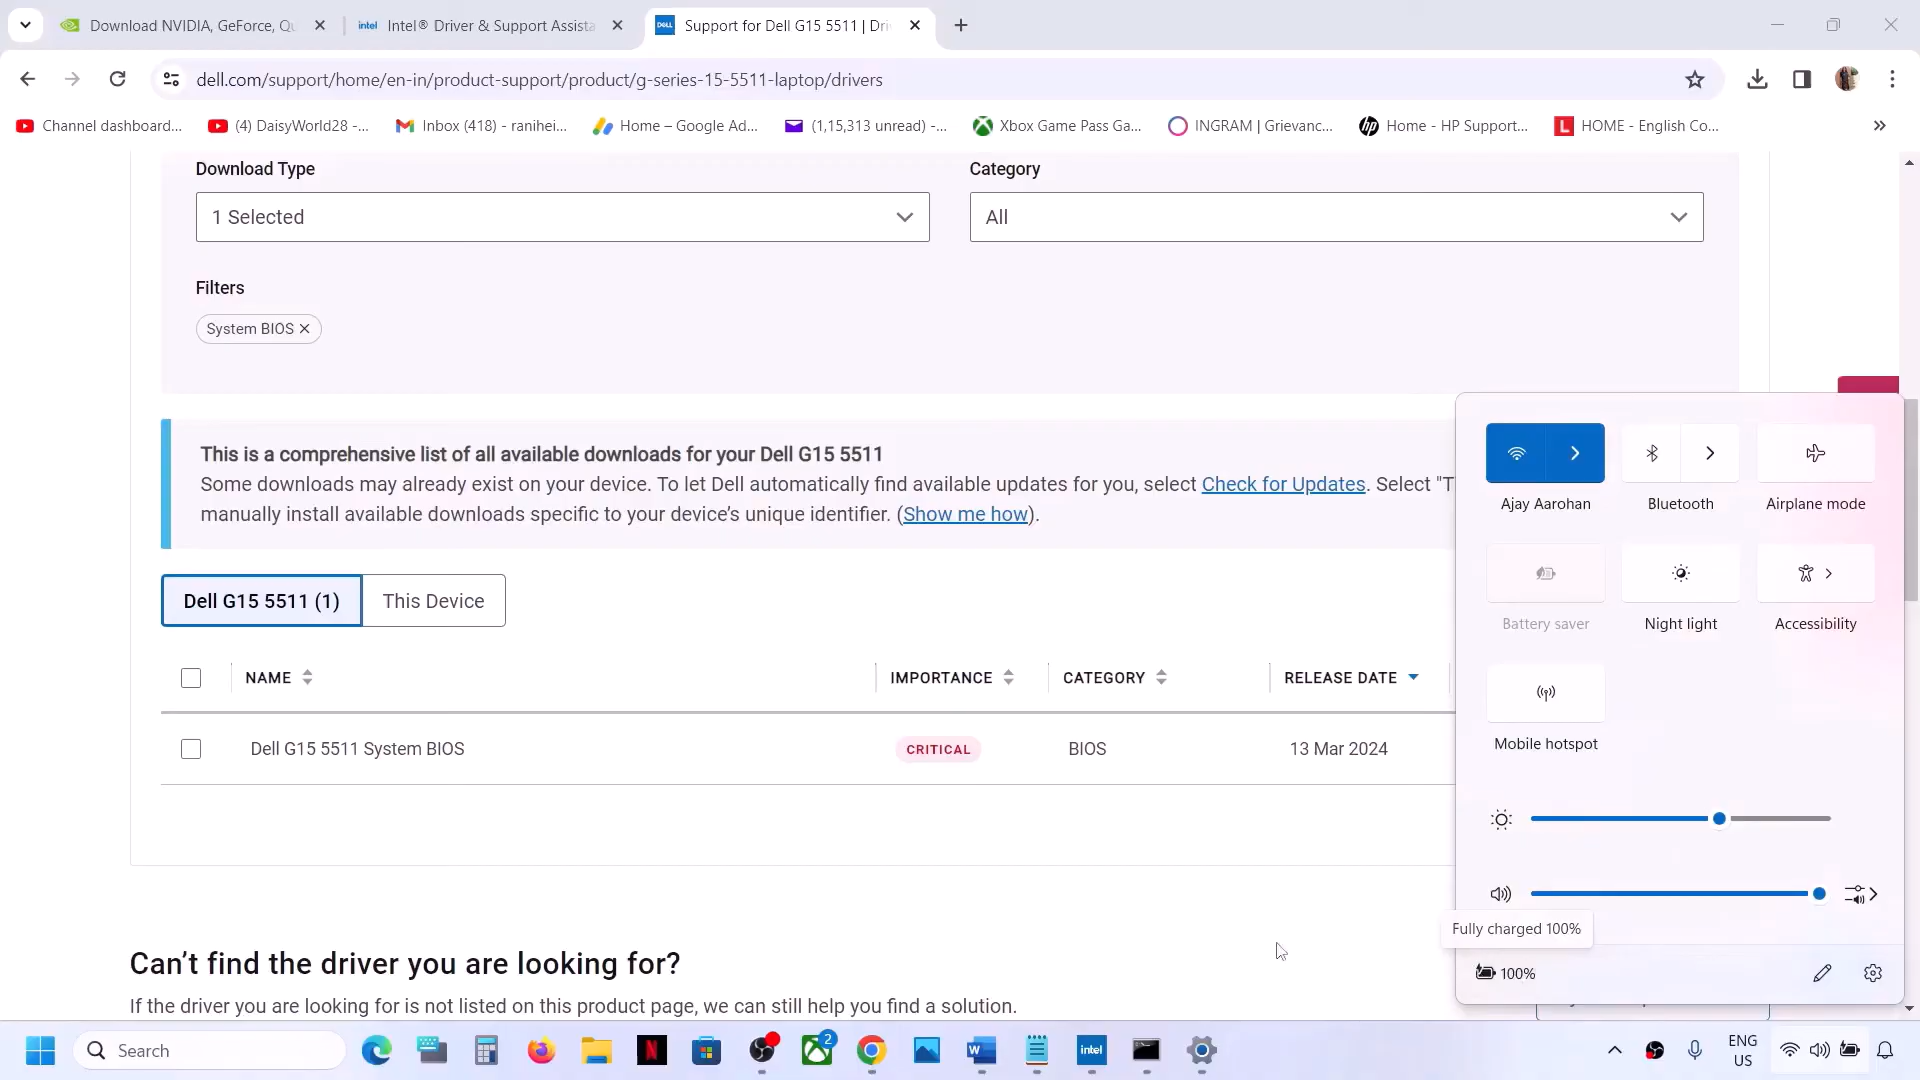 Download NVIDIA, GeForce, Qu
Intel® Driver & Support Assista
DELL
Support for Dell G15 5511 | Dri
dell.com/support/home/en-in/product-support/product/g-series-15-5511-laptop/drivers
Channel dashboard...
(4) DaisyWorld28 -...
Inbox (418) - ranihei...
Home – Google Ad...
(1,15,313 unread) -...
Xbox Game Pass Ga...
INGRAM | Grievanc...
Home - HP Support...
HOME - English Co...
Download Type
Category
1 Selected
All
Filters
System BIOS
This is a comprehensive list of all available downloads for your Dell G15 5511
Some downloads may already exist on your device. To let Dell automatically find available updates for you, select Check for Updates. Select "T
manually install available downloads specific to your device’s unique identifier. (Show me how).
Dell G15 5511 (1)
This Device
NAME
IMPORTANCE
CATEGORY
RELEASE DATE
Dell G15 5511 System BIOS
CRITICAL
BIOS
13 Mar 2024
Can’t find the driver you are looking for?
If the driver you are looking for is not listed on this product page, we can still help you find a solution.
Ajay Aarohan
Bluetooth
Airplane mode
Battery saver
Night light
Accessibility
Mobile hotspot
Fully charged 100%
100%
Search
2
intel
ENG
US